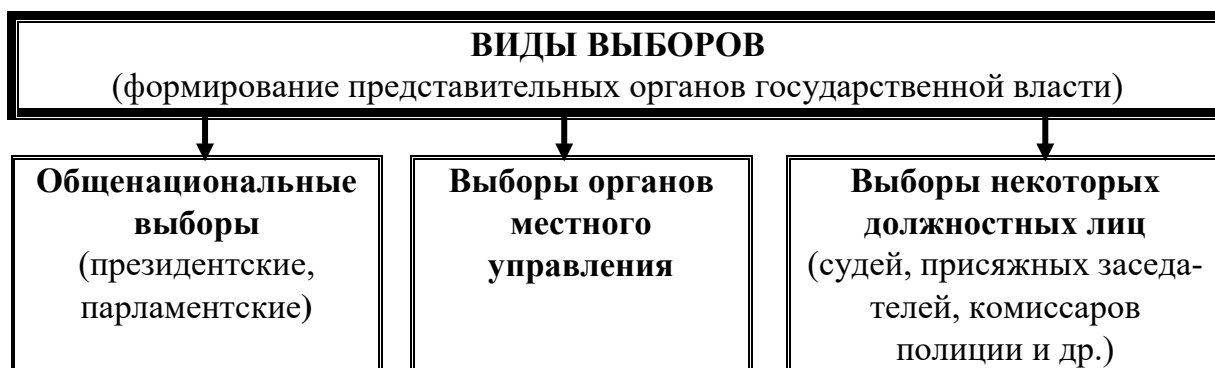 ВИДЫ ВЫБОРОВ
(формирование представительных органов государственной власти)
Общенациональные
выборы
(президентские,
парламентские)
Выборы органов
местного
управления
Выборы некоторых
должностных лиц
(судей, присяжных заседа-
телей, комиссаров
полиции и др.)